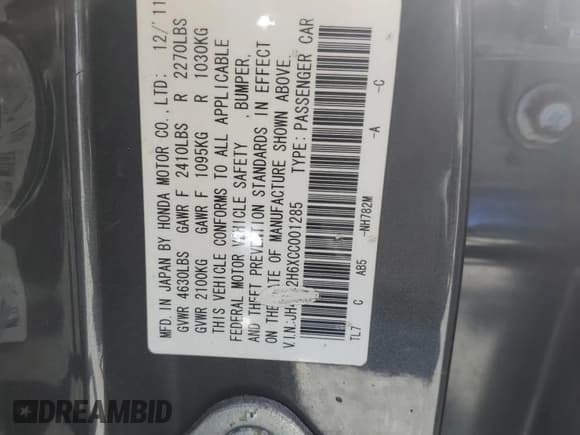 MFD. IN JAPAN BY HONDA MOTOR CO., LTD: 12/'11
GVWR 4630LBS GAWR F 2410LBS R 2270LBS
GVWR 2100KG GAWR F 1095KG R 1030KG
THIS VEHICLE CONFORMS TO ALL APPLICABLE
FEDERAL MOTOR VEHICLE SAFETY , BUMPER,
AND THEFT PREVENTION STANDARDS IN EFFECT
ON THE DATE OF MANUFACTURE SHOWN ABOVE.
V.I.N:JH 2H6XCC001285 TYPE: PASSENGER CAR
-A -C
TL7 C AB5 -NH782M
DREAMBID